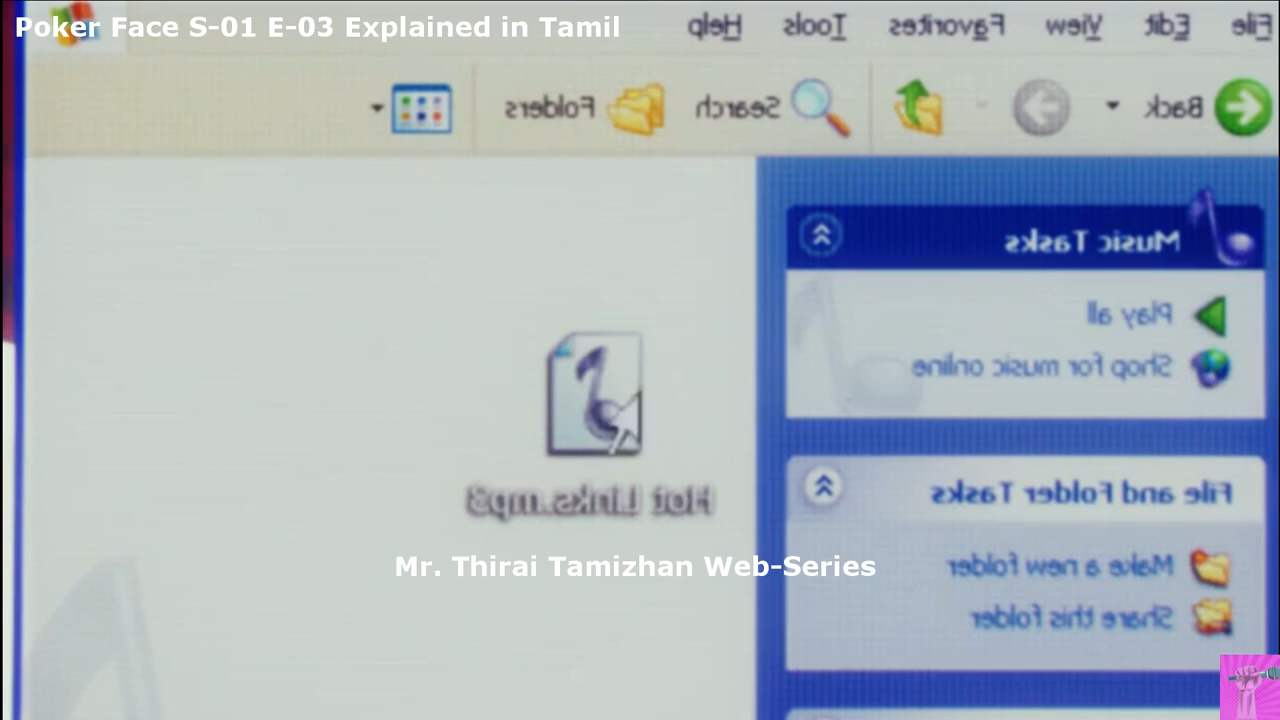 Poker Face S-01 E-03 Explained in Tamil
File Edit View Favorites Tools Help
Back Search Folders
Music Tasks
Play all
Shop for music online
Hot Links.mp3
File and Folder Tasks
Mr. Thirai Tamizhan Web-Series
Make a new folder
Share this folder